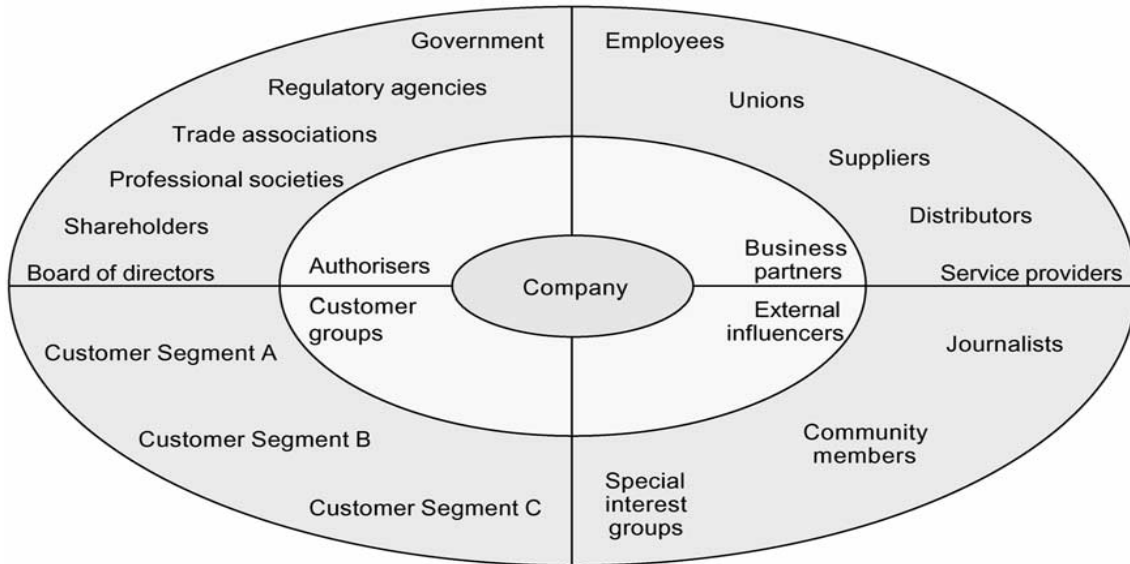 Government
Employees
Regulatory agencies
Unions
Trade associations
Suppliers
Professional societies
Shareholders
Distributors
Board of directors
Authorisers
Business
partners
Service providers
Company
Customer
groups
External
influencers
Customer Segment A
Journalists
Customer Segment B
Community
members
Customer Segment C
Special
interest
groups